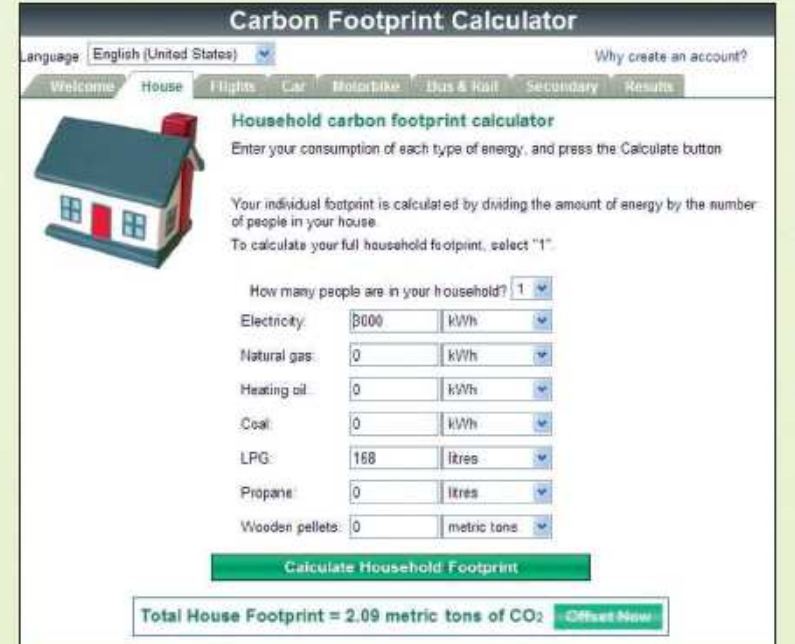 Carbon Footprint Calculator
Language: English (United States) Why create an account?
Welcome House Flights Car Motorbike Bus & Rail Secondary Results
Household carbon footprint calculator
Enter your consumption of each type of energy, and press the Calculate button
Your individual footprint is calculated by dividing the amount of energy by the number
of people in your house.
To calculate your full household footprint, select "1".
How many people are in your household? 1
Electricity: 3000 kWh
Natural gas: 0 kWh
Heating oil: 0 kWh
Coal: 0 kWh
LPG: 168 litres
Propane: 0 litres
Wooden pellets: 0 metric tons
Calculate Household Footprint
Total House Footprint = 2.09 metric tons of CO2 Offset Now